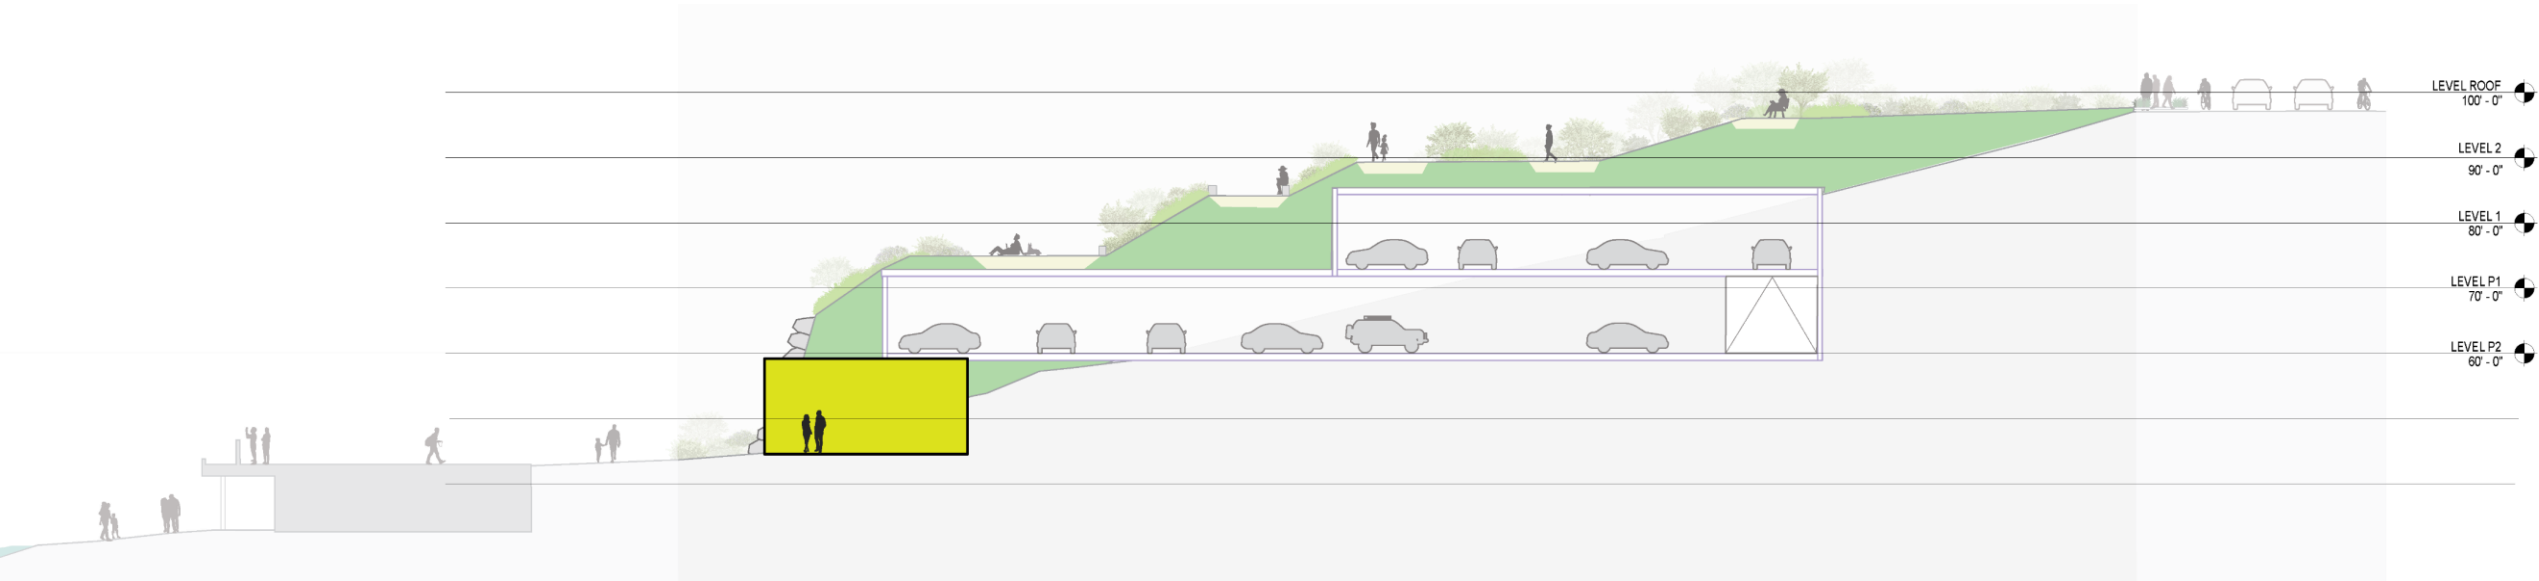 LEVEL ROOF
100' - 0"
LEVEL 2
90' - 0"
LEVEL 1
80' - 0"
LEVEL P1
70' - 0"
LEVEL P2
60' - 0"